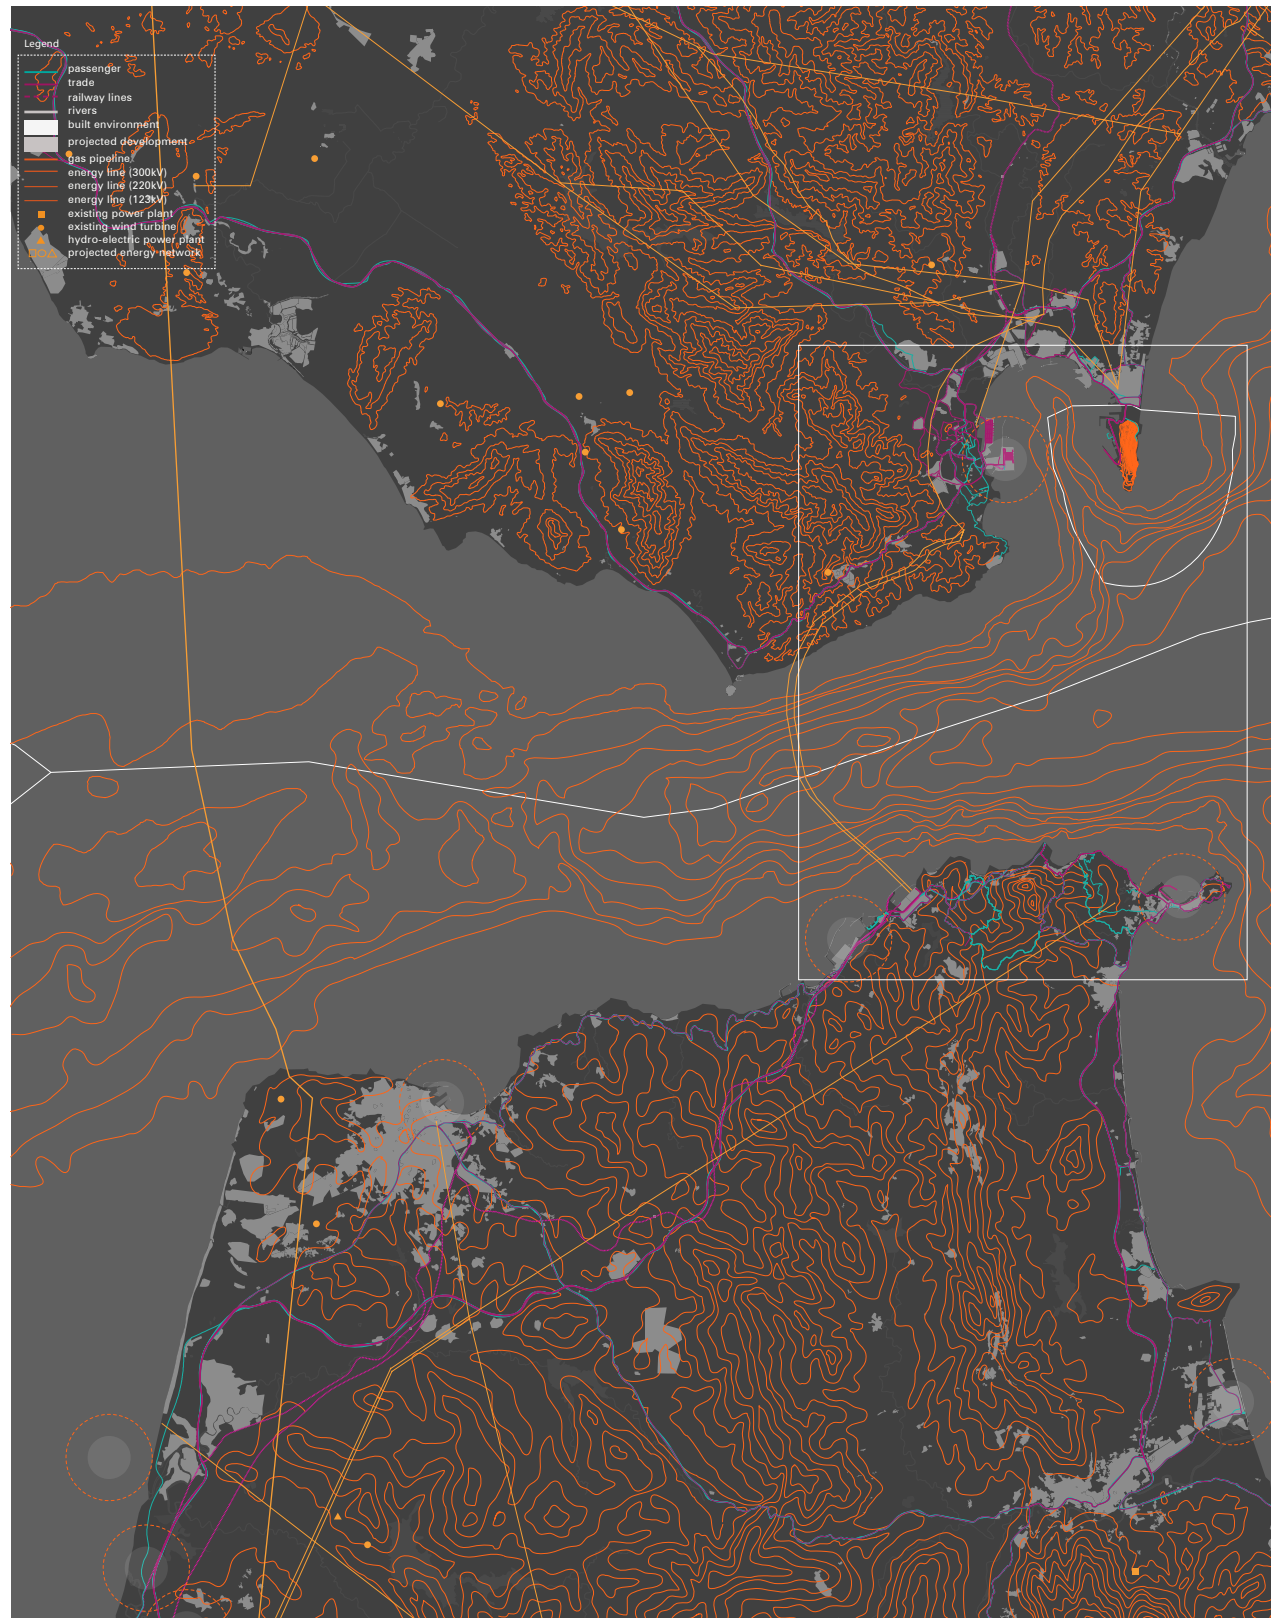 Legend
passenger
trade
railway lines
rivers
built environment
projected development
gas pipeline
energy line (300kV)
energy line (220kV)
energy line (123kV)
existing power plant
existing wind turbine
hydro-electric power plant
projected energy network